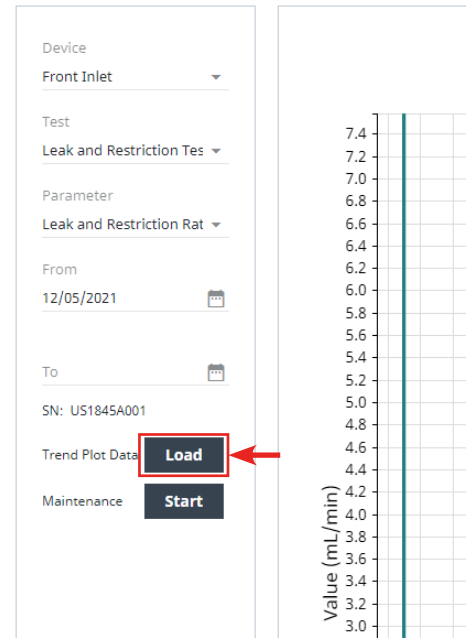 Device
Front Inlet
Test
Leak and Restriction Tes
Parameter
Leak and Restriction Rat
From
12/05/2021
To
SN: US1845A001
Trend Plot Data Load
Maintenance Start
Value (mL/min)
7.4
7.2
7.0
6.8
6.6
6.4
6.2
6.0
5.8
5.6
5.4
5.2
5.0
4.8
4.6
4.4
4.2
4.0
3.8
3.6
3.4
3.2
3.0